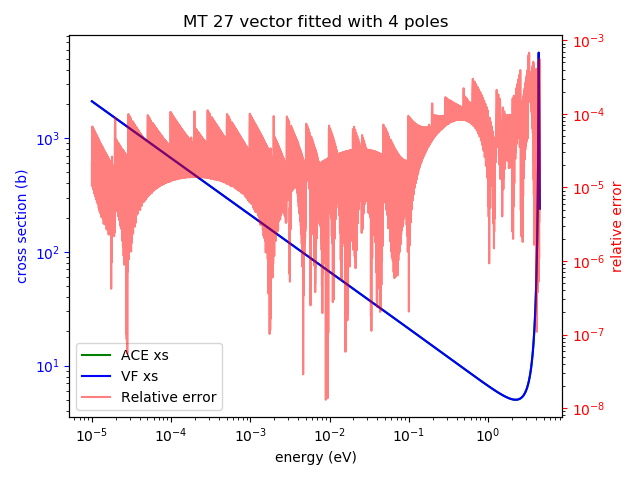 MT 27 vector fitted with 4 poles
10⁻³
10⁻⁴
10⁻⁵
10⁻⁶
10⁻⁷
10⁻⁸
relative error
10³
10²
10¹
cross section (b)
ACE xs
VF xs
Relative error
10⁻⁵ 10⁻⁴ 10⁻³ 10⁻² 10⁻¹ 10⁰
energy (eV)